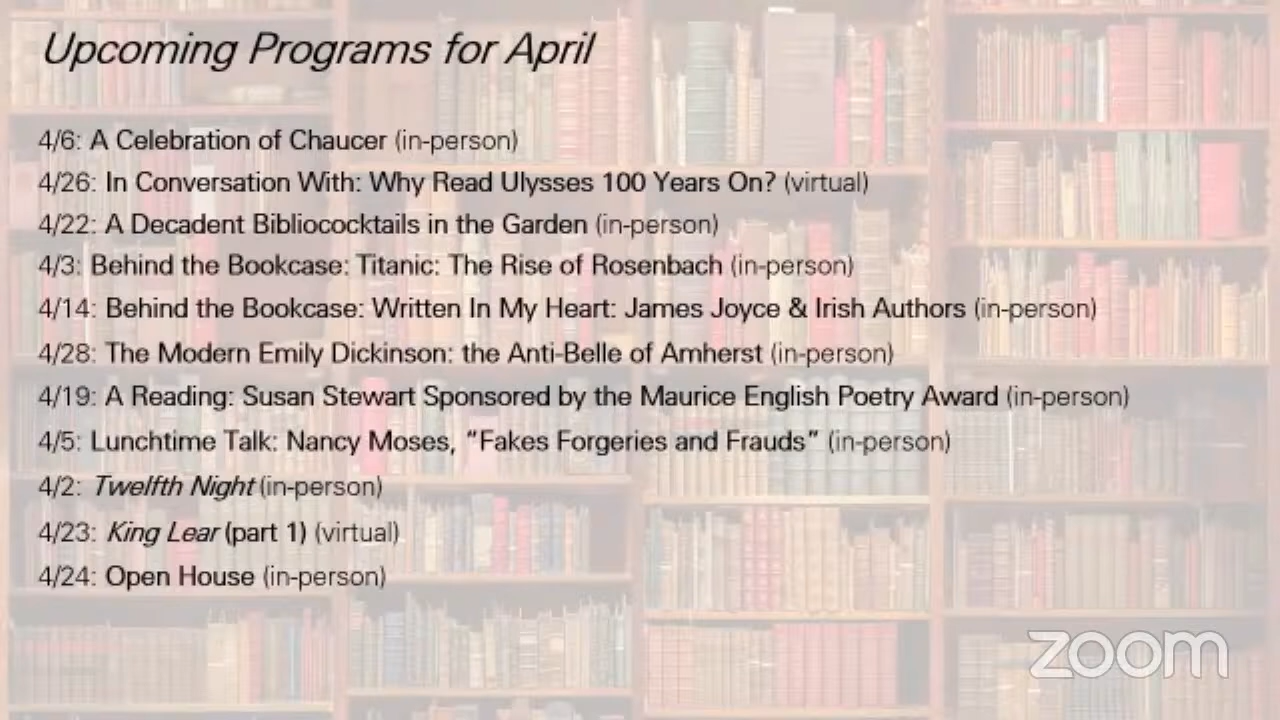 Upcoming Programs for April
4/6: A Celebration of Chaucer (in-person)
4/26: In Conversation With: Why Read Ulysses 100 Years On? (virtual)
4/22: A Decadent Bibliococktails in the Garden (in-person)
4/3: Behind the Bookcase: Titanic: The Rise of Rosenbach (in-person)
4/14: Behind the Bookcase: Written In My Heart: James Joyce & Irish Authors (in-person)
4/28: The Modern Emily Dickinson: the Anti-Belle of Amherst (in-person)
4/19: A Reading: Susan Stewart Sponsored by the Maurice English Poetry Award (in-person)
4/5: Lunchtime Talk: Nancy Moses, “Fakes Forgeries and Frauds” (in-person)
4/2: Twelfth Night (in-person)
4/23: King Lear (part 1) (virtual)
4/24: Open House (in-person)
zoom